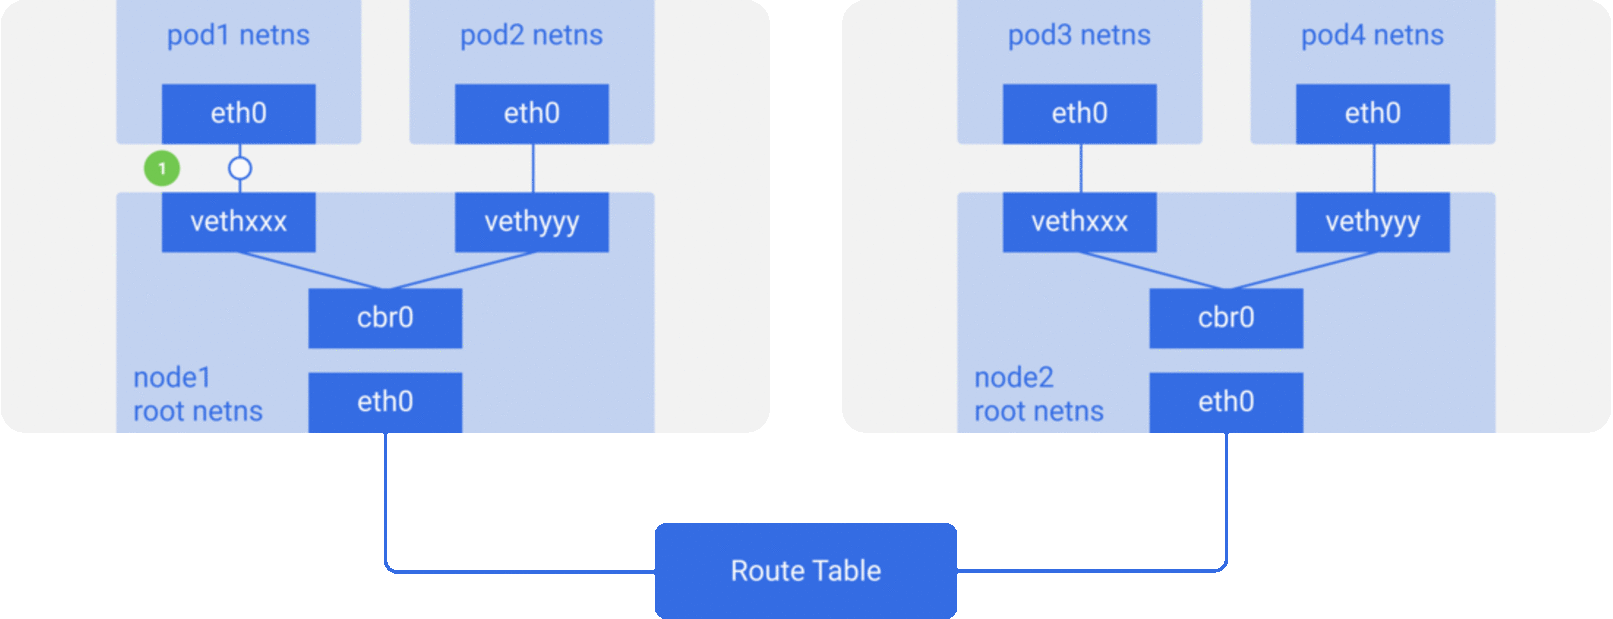 pod1 netns
pod2 netns
eth0
eth0
1
vethxxx
vethyyy
cbr0
node1
root netns
eth0
pod3 netns
pod4 netns
eth0
eth0
vethxxx
vethyyy
cbr0
node2
root netns
eth0
Route Table